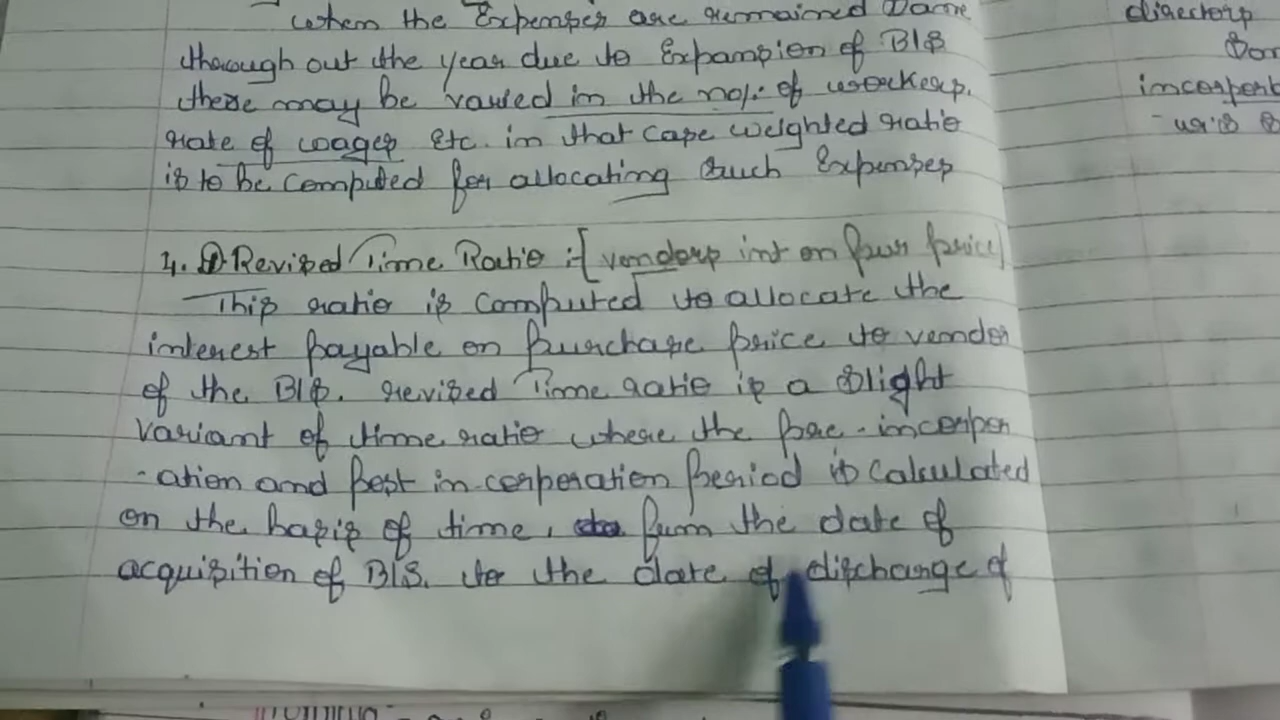 when the Expenses are remained Same
through out the year due to Expansion of B/S
there may be varied in the no/: of workers.
rate of wages Etc. in that case weighted ratio
is to be computed for allocating Such Expenses
4. Revised Time Ratio :[ vendors int on pur price]
This ratio is computed to allocate the
interest payable on purchase price to vendor
of the B/S. revised Time ratio is a Slight
variant of time ratio where the pre-incorpor
-ation and post incorporation period is calculated
on the basis of time, from the date of
acquisition of B/S. to the date of discharge of
directors
incorpor